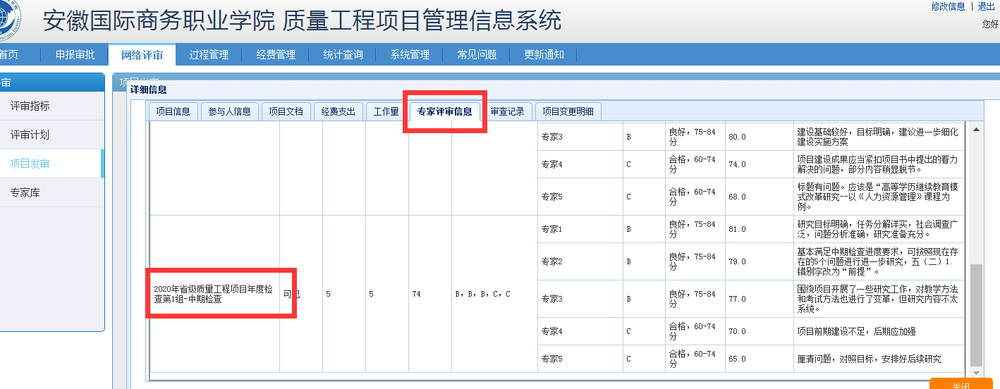 修改信息 | 退出
安徽国际商务职业学院 质量工程项目管理信息系统
您好
首页 申报审批 网络评审 过程管理 经费管理 统计查询 系统管理 常见问题 更新通知
评审指标
评审计划
项目发审
专家库
详细信息
项目信息 参与人信息 项目文档 经费支出 工作量 专家评审信息 审查记录 项目变更明细
专家3 B 良好，75-84
分 80.0 建设基础较好，目标明确，建议进一步细化
建设实施方案
专家4 C 合格，60-74
分 74.0 项目建设成果应当紧扣项目书中提出的着力
解决的问题，部分内容稍显脱节。
专家5 C 合格，60-74
分 68.0 标题有问题。应该是“高等学历继续教育模
式改革研究--以《人力资源管理》课程为
例。
2020年省级质量工程项目年度检
查第1组-中期检查 可见 5 5 74 B，B，B，C，C
专家1 B 良好，75-84
分 81.0 研究目标明确，任务分解详实，社会调查广
泛，问题分析准确，研究准备充分。
专家2 B 良好，75-84
分 79.0 基本满足中期检查进度要求，可按照现在存
在的5个问题进行进一步研究，五（二）1.
错别字改为“前提”。
专家3 B 良好，75-84
分 77.0 围绕项目开展了一些研究工作，对教学方法
和考试方法也进行了变革，但研究内容不太
系统。
专家4 C 合格，60-74
分 70.0 项目前期建设不足，后期应加强
专家5 C 合格，60-74
分 65.0 厘清问题，对照目标，安排好后续研究
关闭